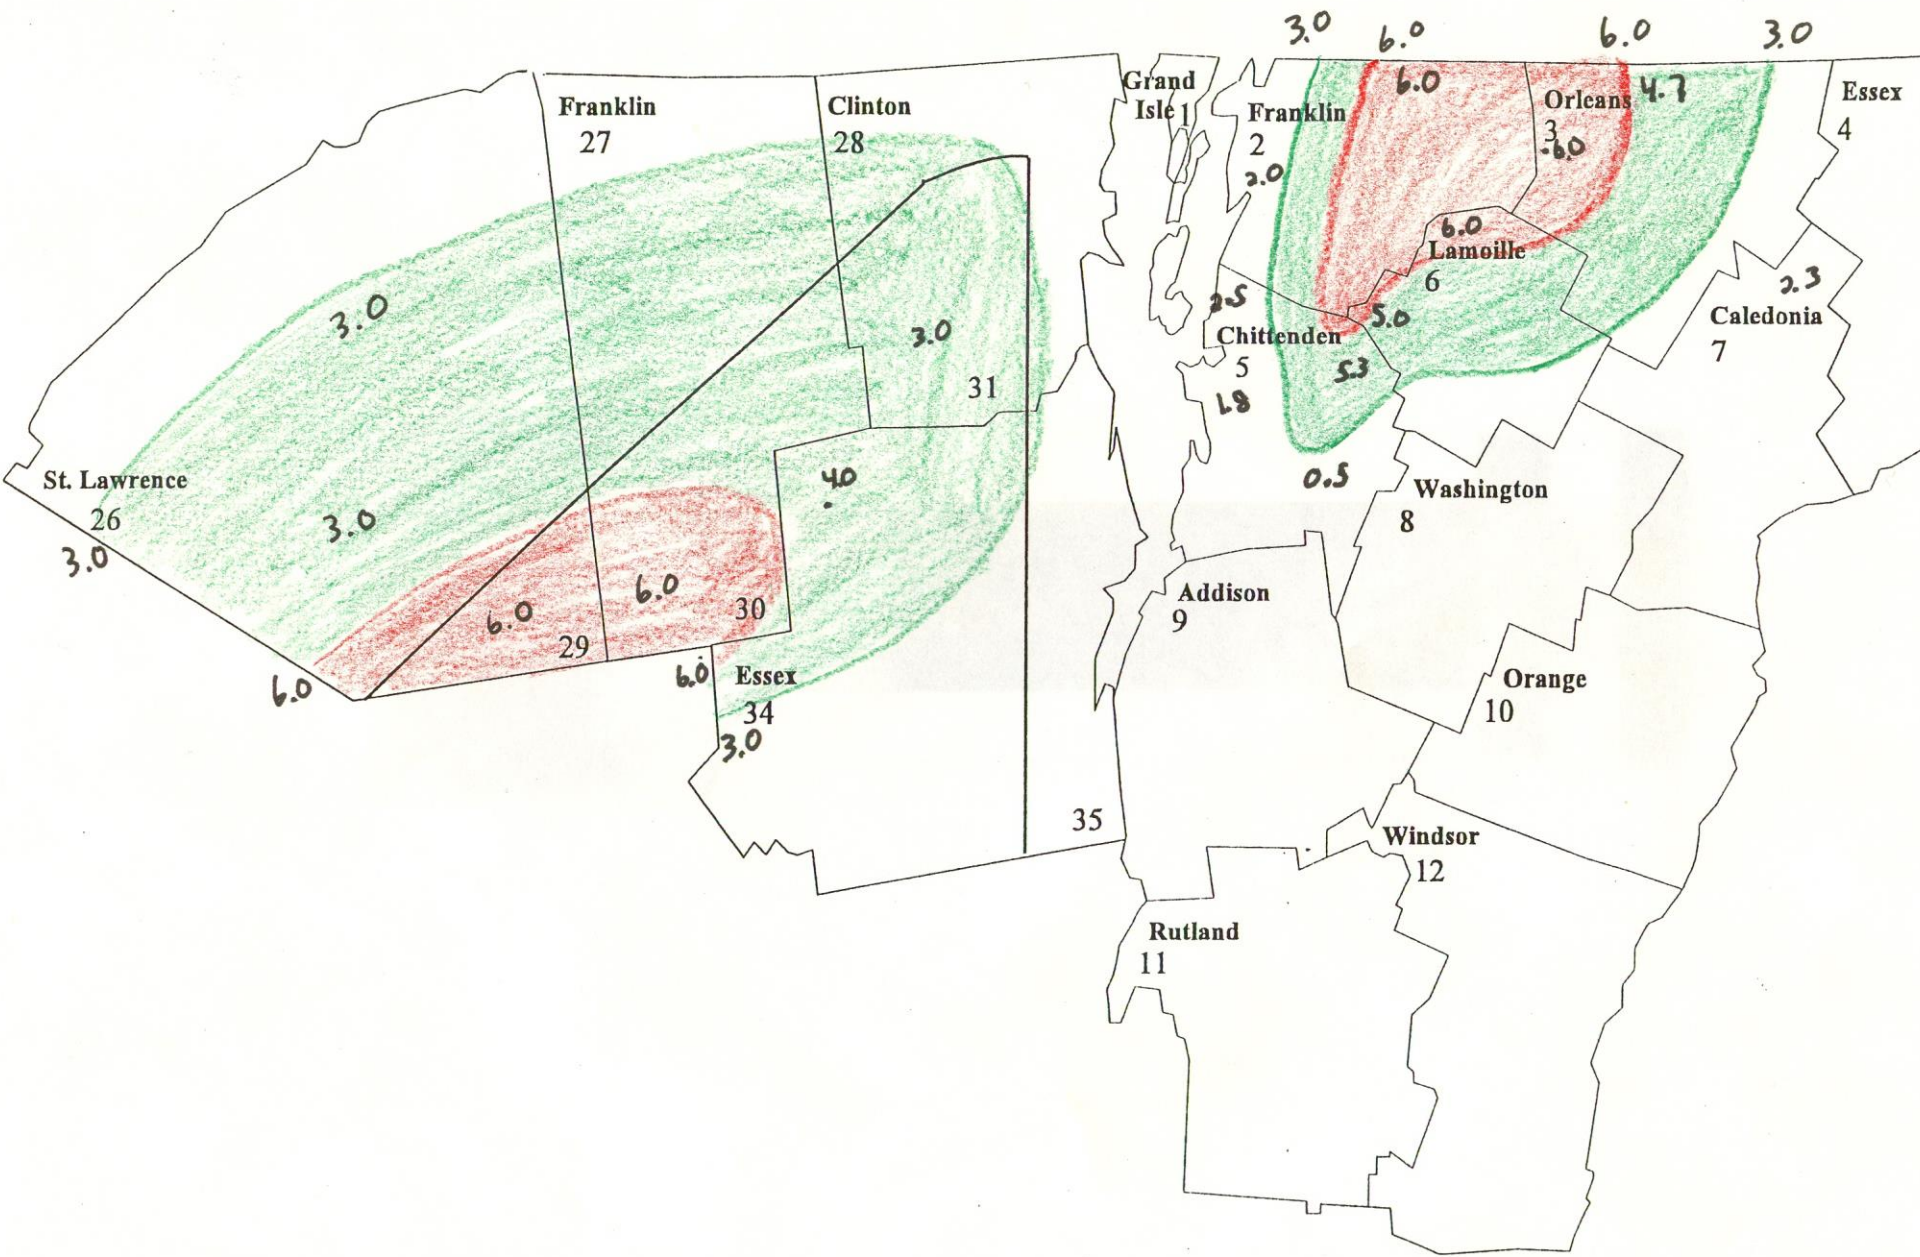 3.0
6.0
6.0
3.0
Franklin
27
Clinton
28
Grand
Isle 1
Franklin
2
2.0
6.0
Orleans
3
6.0
4.7
Essex
4
3.0
3.0
31
6.0
Lamoille
6
2.5
Chittenden
5
1.8
5.0
5.3
2.3
Caledonia
7
St. Lawrence
26
3.0
3.0
4.0
0.5
Washington
8
6.0
6.0
6.0
29
30
6.0
Essex
34
3.0
35
Addison
9
Orange
10
Windsor
12
Rutland
11